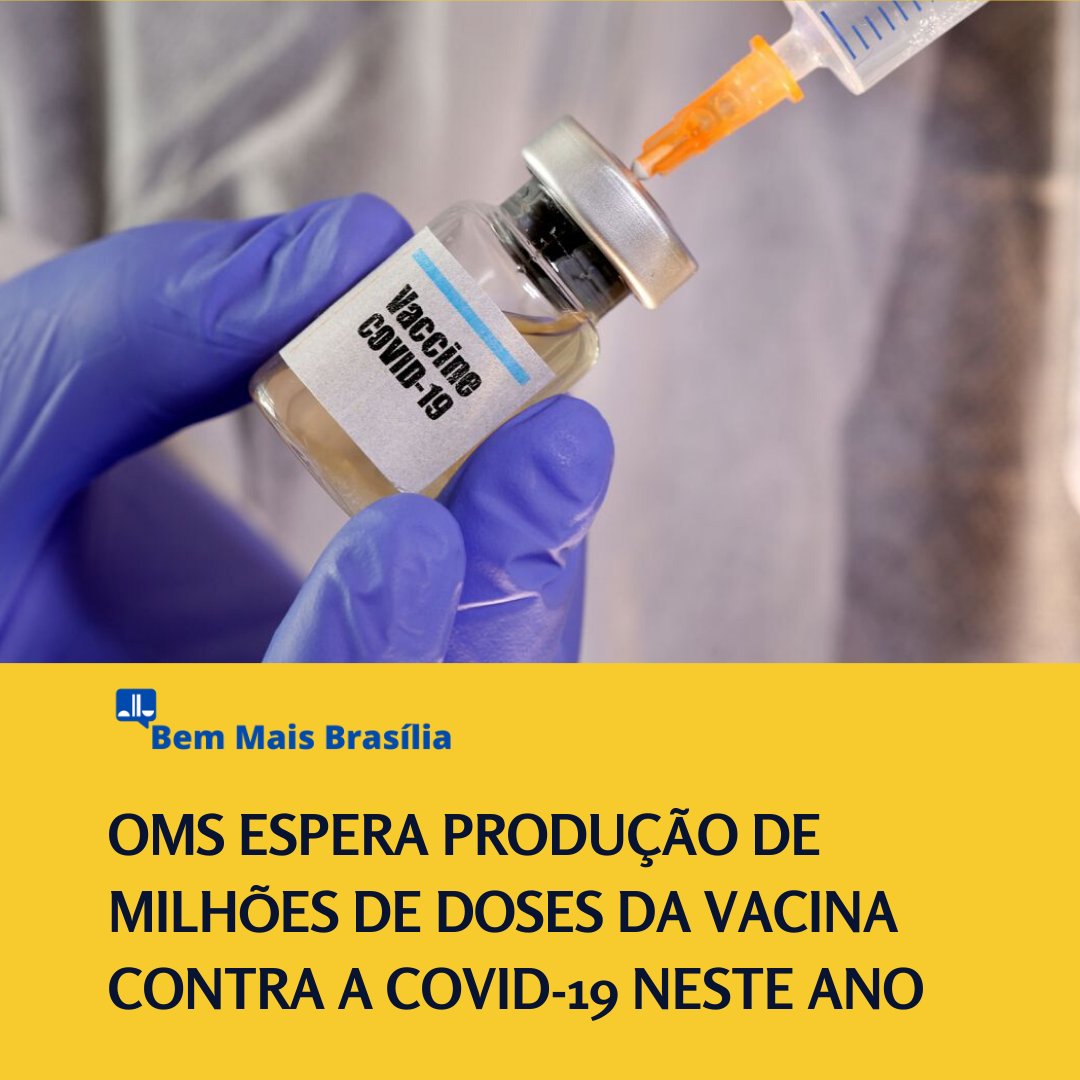 Vaccine
COVID-19
Bem Mais Brasília
OMS ESPERA PRODUÇÃO DE
MILHÕES DE DOSES DA VACINA
CONTRA A COVID-19 NESTE ANO